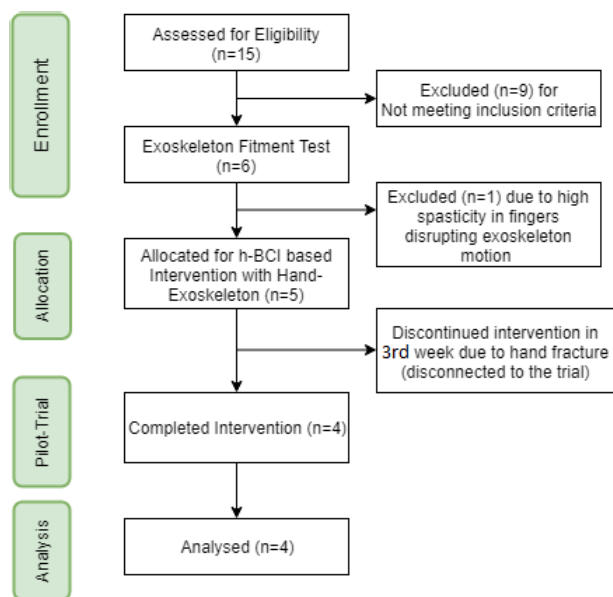 Enrollment
Assessed for Eligibility
(n=15)
Excluded (n=9) for
Not meeting inclusion criteria
Exoskeleton Fitment Test
(n=6)
Excluded (n=1) due to high
spasticity in fingers
disrupting exoskeleton
motion
Allocation
Allocated for h-BCI based
Intervention with Hand-
Exoskeleton (n=5)
Discontinued intervention in
3rd week due to hand fracture
(disconnected to the trial)
Pilot-Trial
Completed Intervention (n=4)
Analysis
Analysed (n=4)